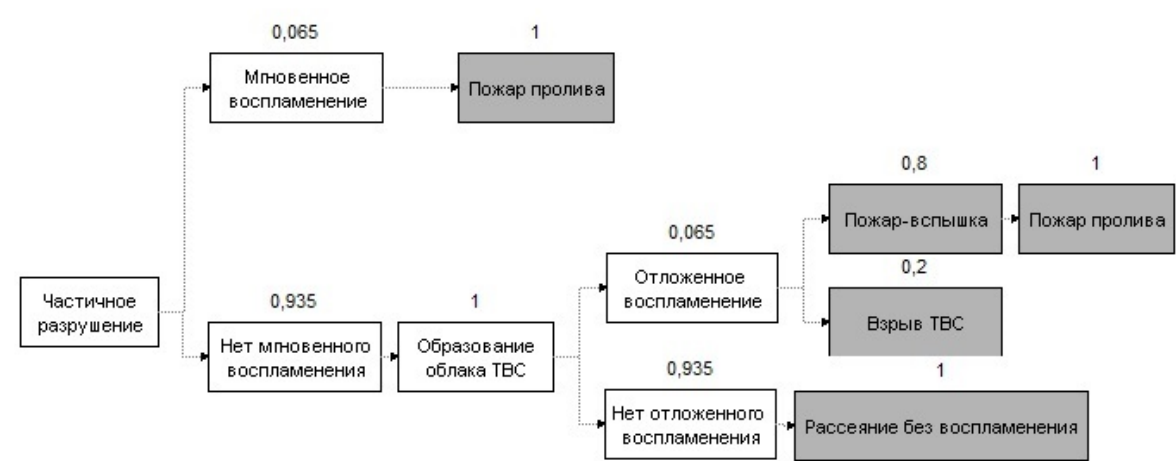 0,065
1
Мгновенное
воспламенение
Пожар пролива
0,8
1
Пожар-вспышка
Пожар пролива
0,065
Отложенное
воспламенение
0,2
Взрыв ТВС
Частичное
разрушение
0,935
1
Нет мгновенного
воспламенения
Образование
облака ТВС
0,935
1
Нет отложенного
воспламенения
Рассеяние без воспламенения